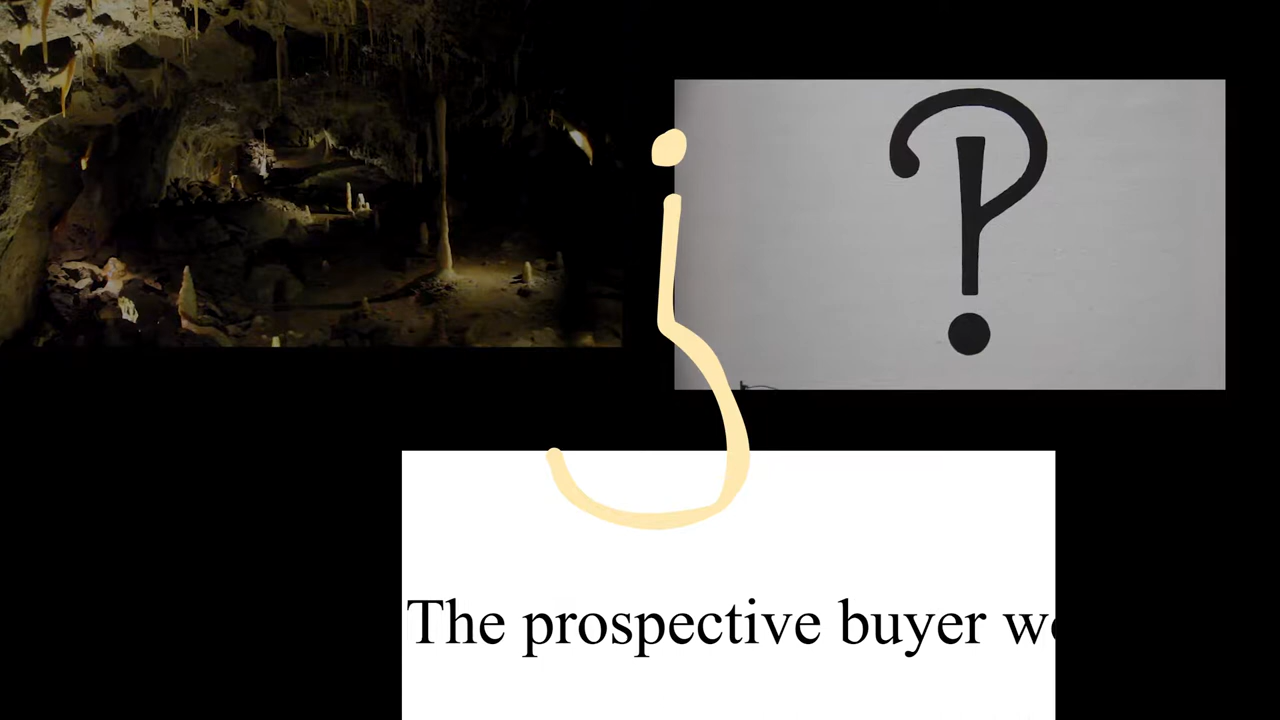 ‽
The prospective buyer